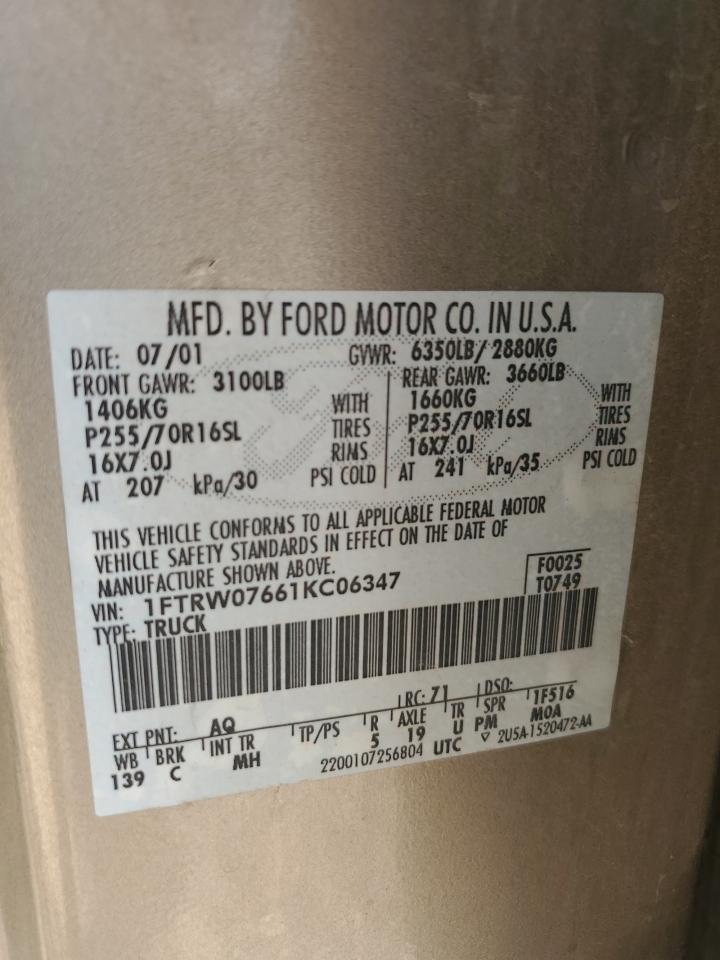 MFD. BY FORD MOTOR CO. IN U.S.A.
DATE: 07/01 GVWR: 6350LB/ 2880KG
FRONT GAWR: 3100LB REAR GAWR: 3660LB
1406KG WITH 1660KG WITH
P255/70R16SL TIRES P255/70R16SL TIRES
16X7.0J RIMS 16X7.0J RIMS
AT 207 kPa/30 PSI COLD AT 241 kPa/35 PSI COLD
THIS VEHICLE CONFORMS TO ALL APPLICABLE FEDERAL MOTOR
VEHICLE SAFETY STANDARDS IN EFFECT ON THE DATE OF
MANUFACTURE SHOWN ABOVE.
VIN: 1FTRW07661KC06347 F0025
TYPE: TRUCK T0749
EXT PNT: AQ RC: 71 DSO: 1F516
WB BRK INT TR TP/PS R AXLE TR SPR
139 C MH 5 19 U PM MOA
2200107256804 UTC ▽ 2U5A-1520472-AA